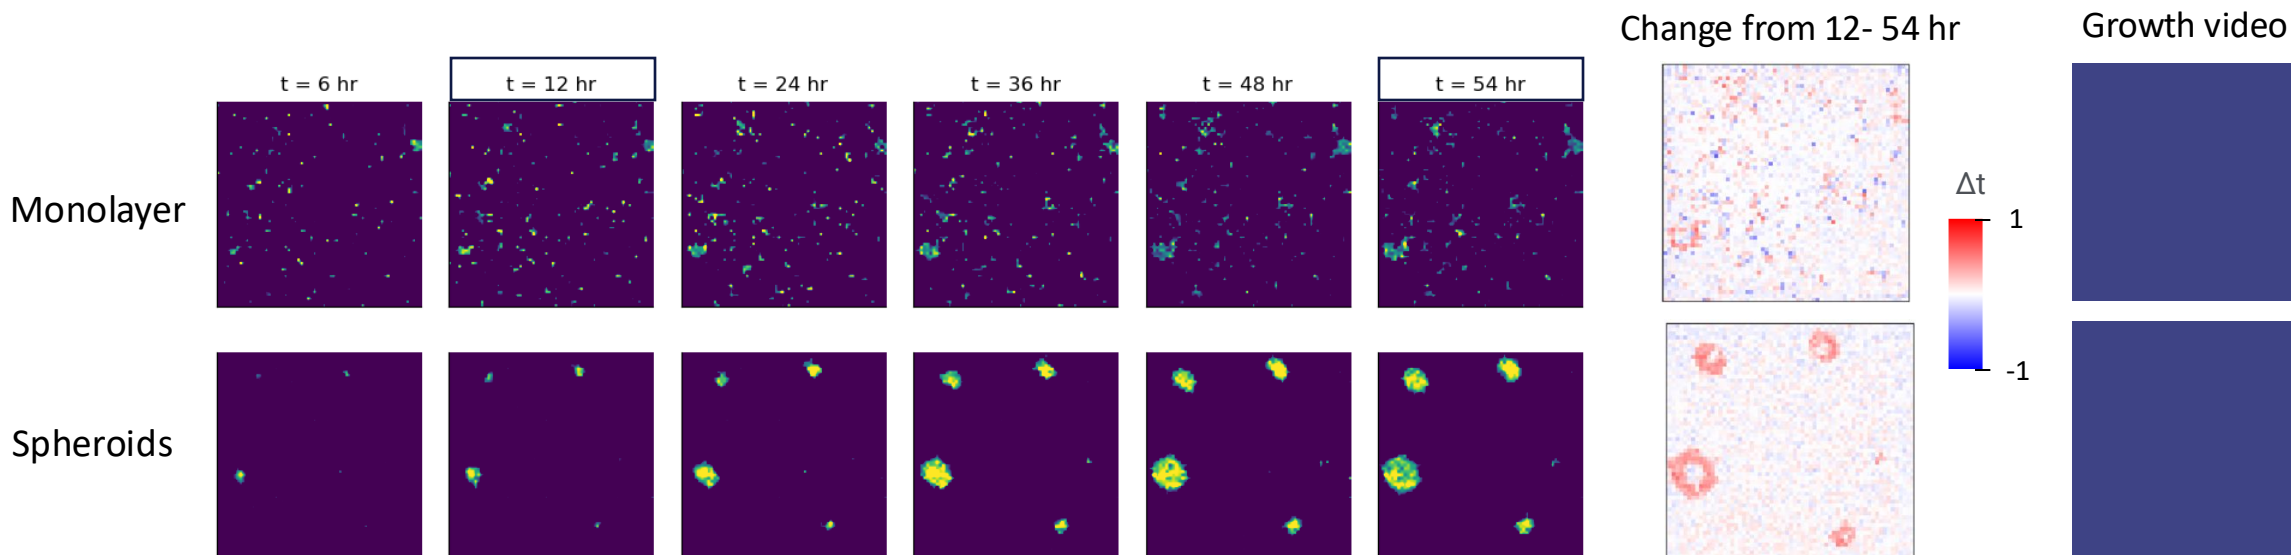 Change from 12- 54 hr
Growth video
t = 6 hr
t = 12 hr
t = 24 hr
t = 36 hr
t = 48 hr
t = 54 hr
Monolayer
Δt
1
-1
Spheroids